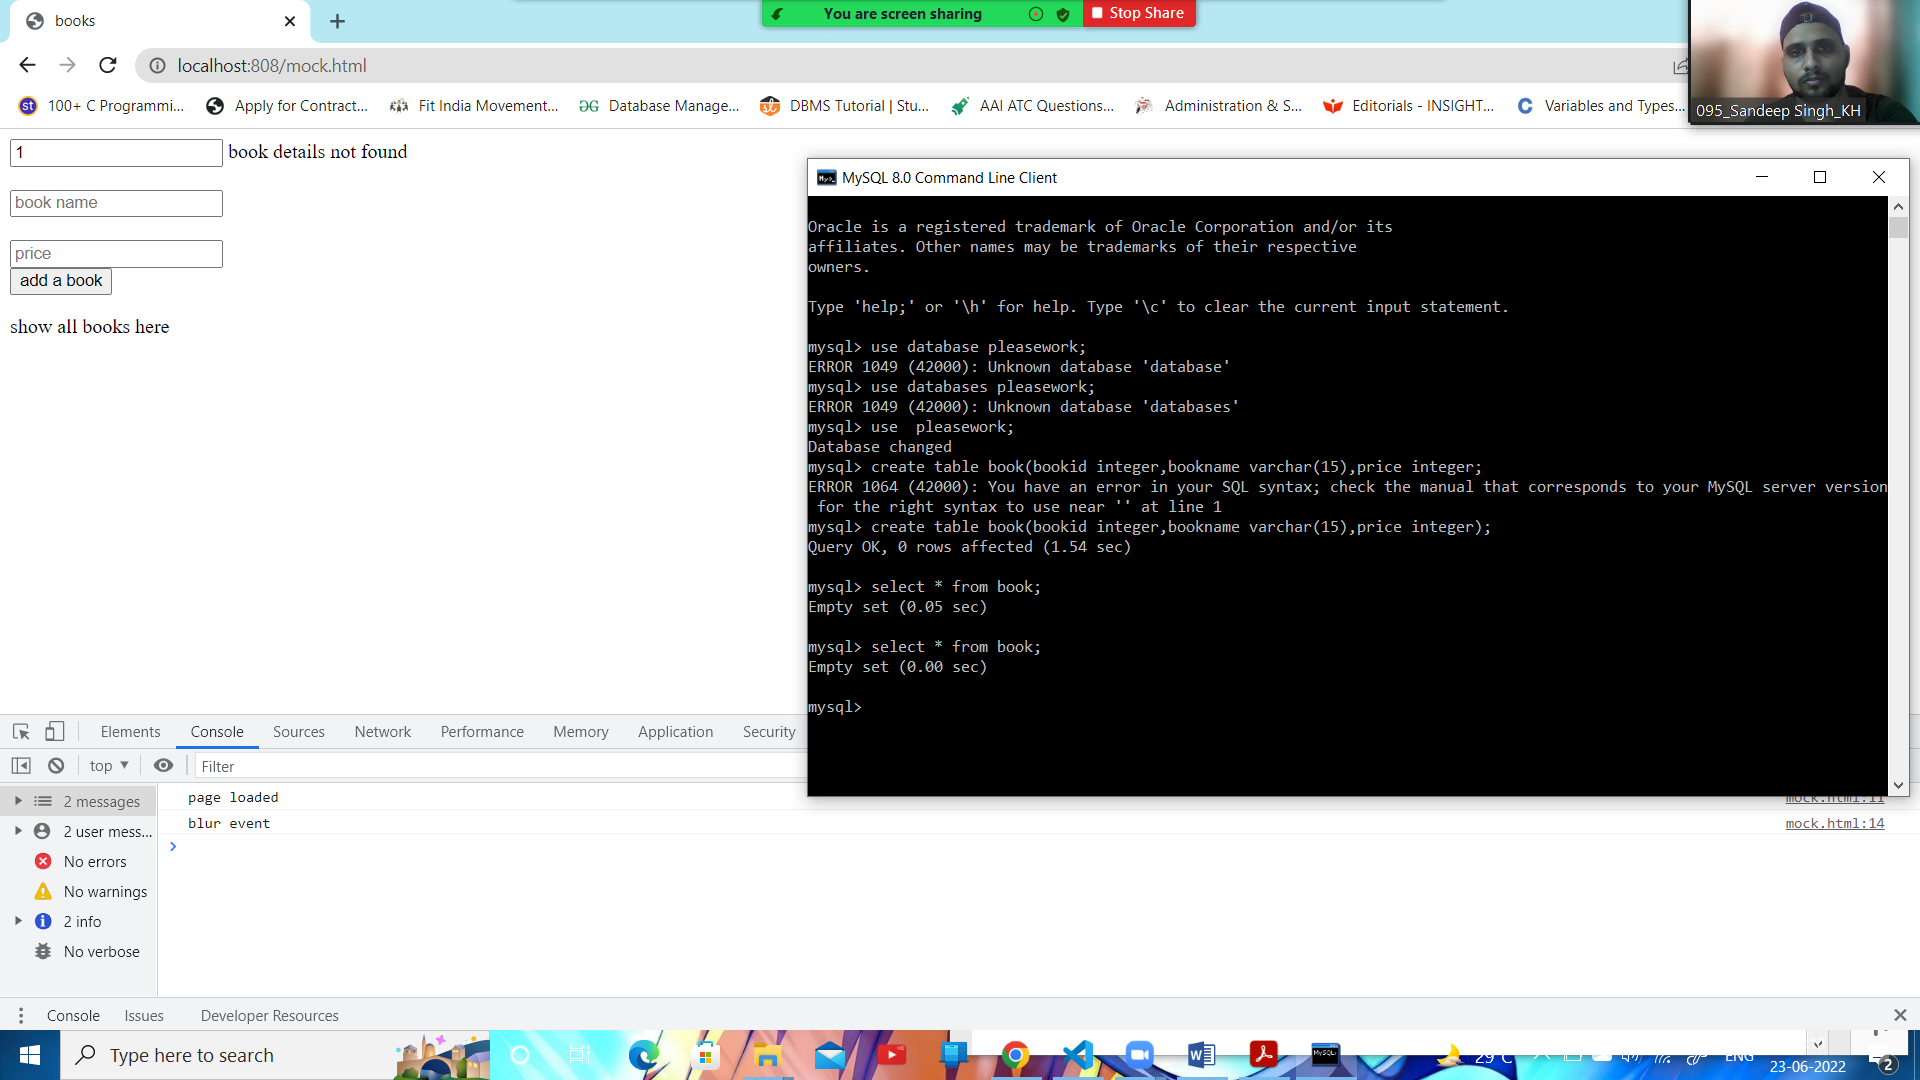 books
You are screen sharing
Stop Share
localhost:808/mock.html
st 100+ C Programmi...
Apply for Contract...
Fit India Movement...
Database Manage...
DBMS Tutorial | Stu...
AAI ATC Questions...
Administration & S...
Editorials - INSIGHT...
Variables and Types...
095_Sandeep Singh_KH
1 book details not found
book name
price
add a book
show all books here
MySQL 8.0 Command Line Client
Oracle is a registered trademark of Oracle Corporation and/or its
affiliates. Other names may be trademarks of their respective
owners.
Type 'help;' or '\h' for help. Type '\c' to clear the current input statement.
mysql> use database pleasework;
ERROR 1049 (42000): Unknown database 'database'
mysql> use databases pleasework;
ERROR 1049 (42000): Unknown database 'databases'
mysql> use  pleasework;
Database changed
mysql> create table book(bookid integer,bookname varchar(15),price integer;
ERROR 1064 (42000): You have an error in your SQL syntax; check the manual that corresponds to your MySQL server version
for the right syntax to use near '' at line 1
mysql> create table book(bookid integer,bookname varchar(15),price integer);
Query OK, 0 rows affected (1.54 sec)
mysql> select * from book;
Empty set (0.05 sec)
mysql> select * from book;
Empty set (0.00 sec)
mysql>
Elements Console Sources Network Performance Memory Application Security
top Filter
2 messages
2 user mess...
No errors
No warnings
2 info
No verbose
page loaded mock.html:11
blur event mock.html:14
Console Issues Developer Resources
Type here to search
29°C ENG
23-06-2022
2